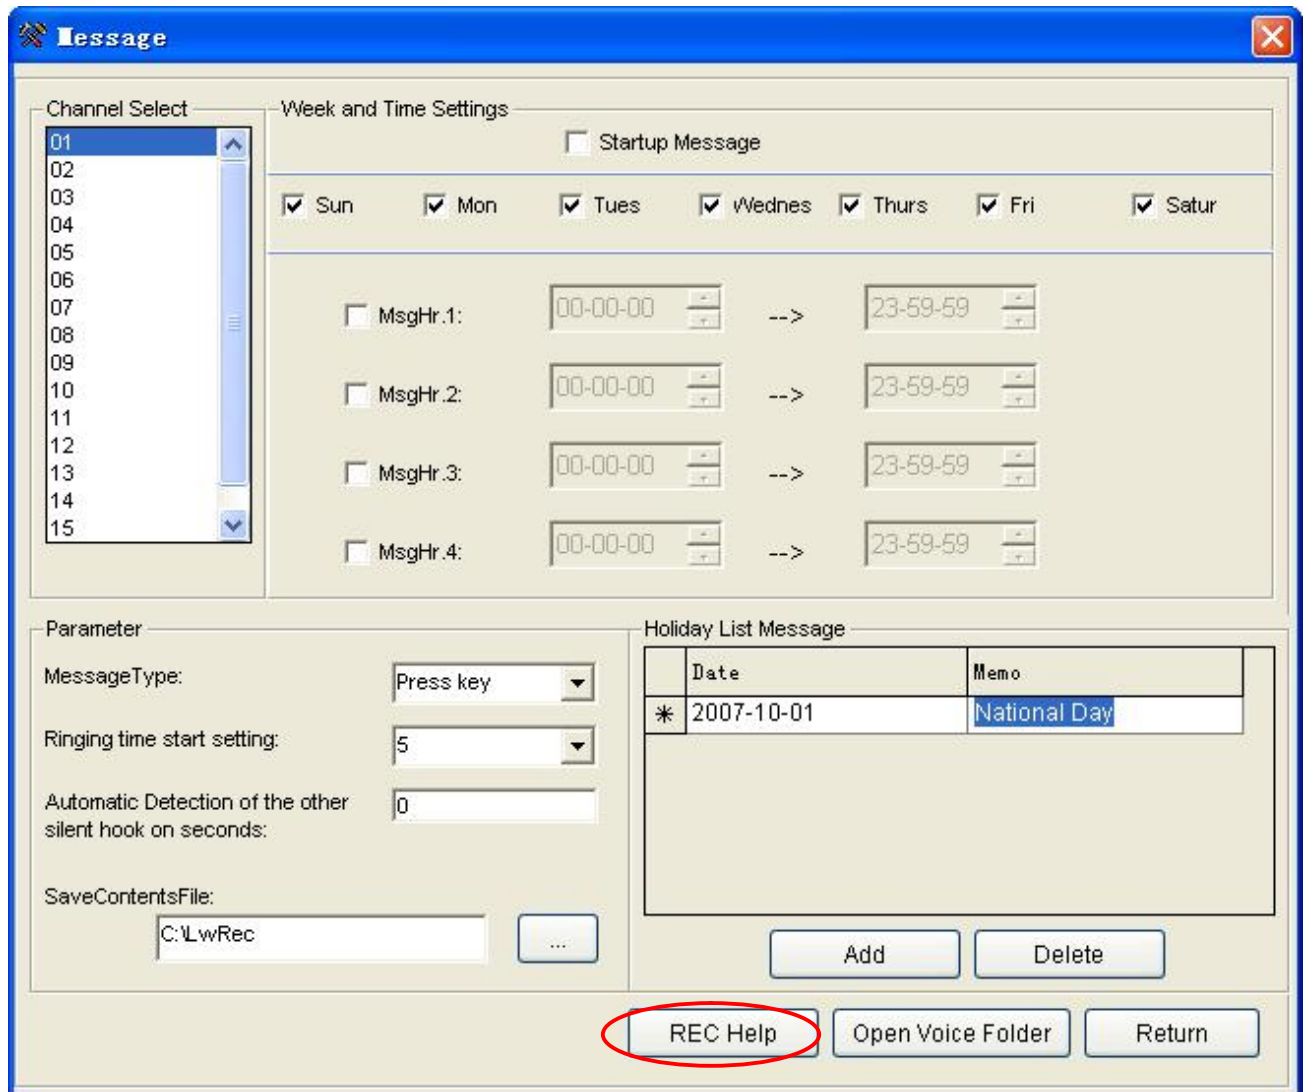 Message
Channel Select
Week and Time Settings
01
02
03
04
05
06
07
08
09
10
11
12
13
14
15
Startup Message
Sun Mon Tues Wednes Thurs Fri Satur
MsgHr.1: 00-00-00 --> 23-59-59
MsgHr.2: 00-00-00 --> 23-59-59
MsgHr.3: 00-00-00 --> 23-59-59
MsgHr.4: 00-00-00 --> 23-59-59
Parameter
MessageType: Press key
Ringing time start setting: 5
Automatic Detection of the other
silent hook on seconds:
0
SaveContentsFile:
C:\LwRec
...
Holiday List Message
Date Memo
2007-10-01 National Day
Add Delete
REC Help Open Voice Folder Return